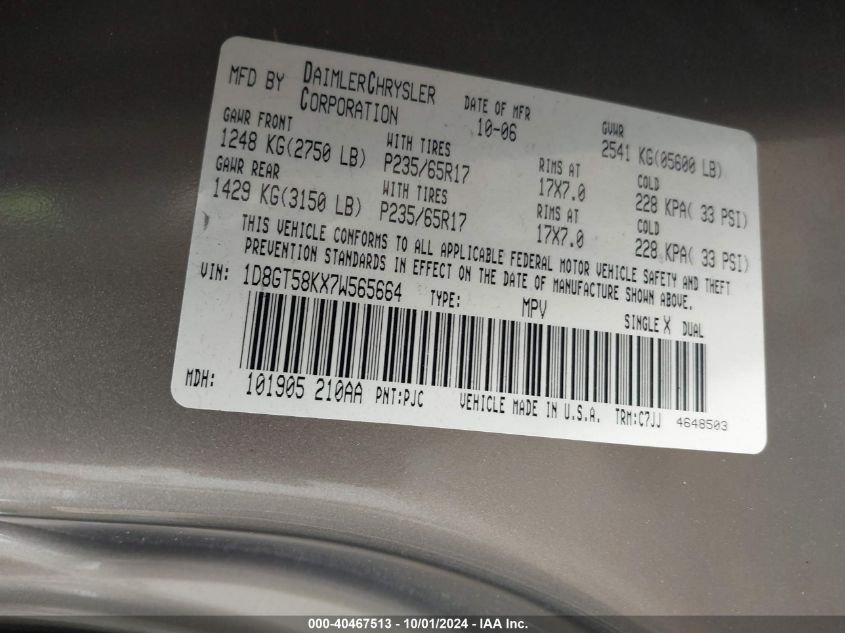 MFD BY DAIMLERCHRYSLER CORPORATION DATE OF MFR 10-06 GVWR 2541 KG(05600 LB)
GAWR FRONT WITH TIRES RIMS AT COLD
1248 KG(2750 LB) P235/65R17 17X7.0 228 KPA( 33 PSI)
GAWR REAR WITH TIRES RIMS AT COLD
1429 KG(3150 LB) P235/65R17 17X7.0 228 KPA( 33 PSI)
THIS VEHICLE CONFORMS TO ALL APPLICABLE FEDERAL MOTOR VEHICLE SAFETY AND THEFT
PREVENTION STANDARDS IN EFFECT ON THE DATE OF MANUFACTURE SHOWN ABOVE.
VIN: 1D8GT58KX7W565664 TYPE: MPV SINGLE X DUAL
MDH: 101905 210AA PNT:PJC VEHICLE MADE IN U.S.A. TRM:C7JJ 4648503
000-40467513 - 10/01/2024 - IAA Inc.